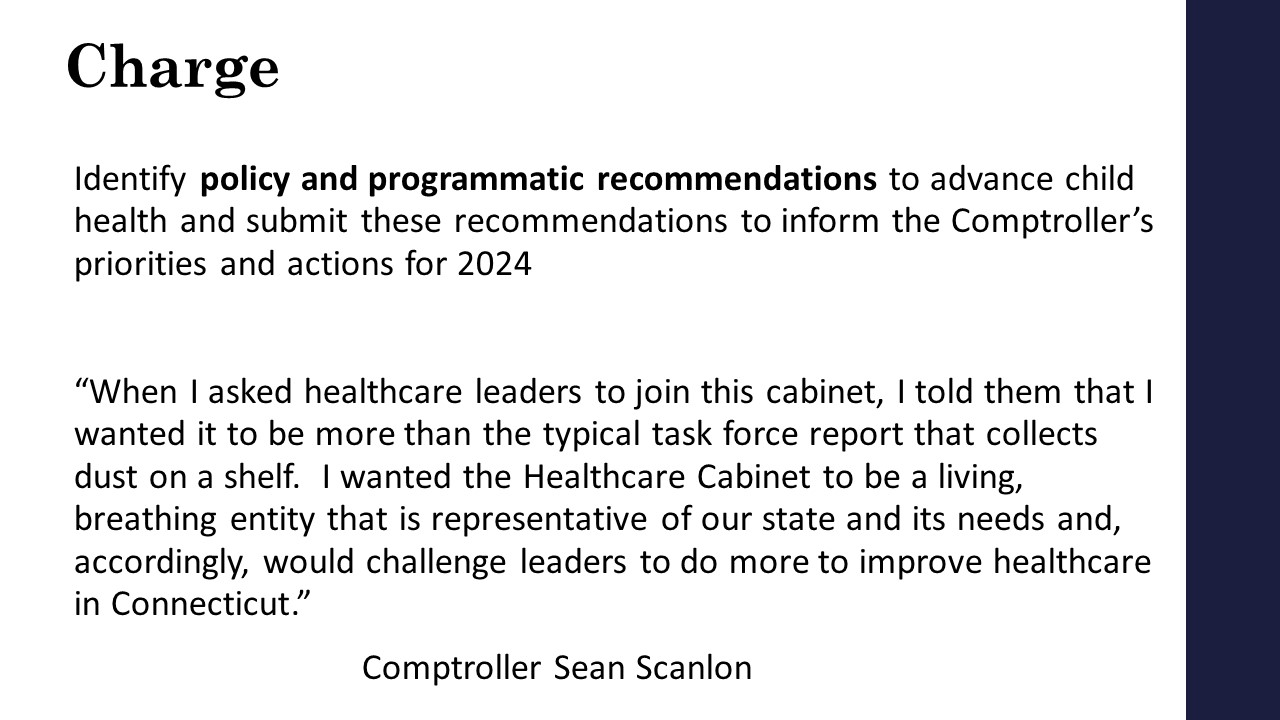 Charge
Identify policy and programmatic recommendations to advance child
health and submit these recommendations to inform the Comptroller’s
priorities and actions for 2024
“When I asked healthcare leaders to join this cabinet, I told them that I
wanted it to be more than the typical task force report that collects
dust on a shelf.  I wanted the Healthcare Cabinet to be a living,
breathing entity that is representative of our state and its needs and,
accordingly, would challenge leaders to do more to improve healthcare
in Connecticut.”
Comptroller Sean Scanlon